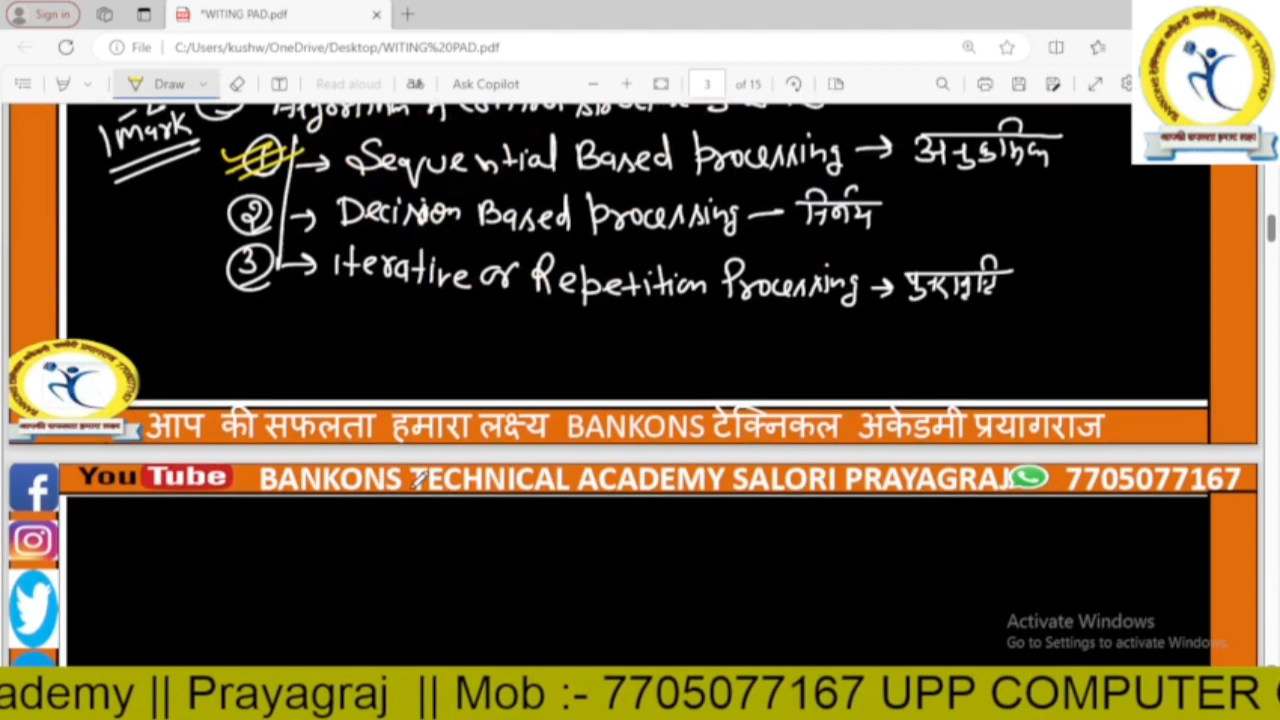 Sign in
*WITING PAD.pdf
File C:/Users/kushw/OneDrive/Desktop/WITING%20PAD.pdf
Draw Read aloud Ask Copilot 3 of 15
1 mark
① → Sequential Based Processing → अनुक्रमिक
② → Decision Based Processing — निर्णय
③ → iterative or Repetition Processing →
आप की सफलता हमारा लक्ष्य BANKONS टेक्निकल अकेडमी प्रयागराज
YouTube BANKONS TECHNICAL ACADEMY SALORI PRAYAGRAJ 7705077167
Activate Windows
Go to Settings to activate Windows.
ademy || Prayagraj || Mob :- 7705077167 UPP COMPUTER